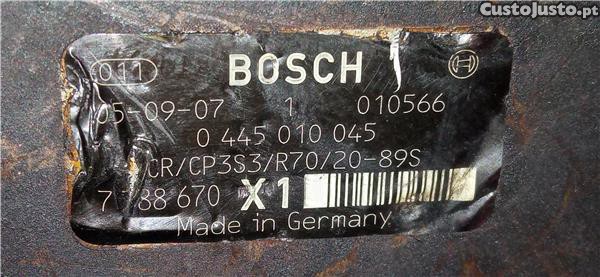 CustoJusto.pt
011 BOSCH
05-09-07 1 010566
0 445 010 045
CR/CP3S3/R70/20-89S
7 788 670 X1
Made in Germany